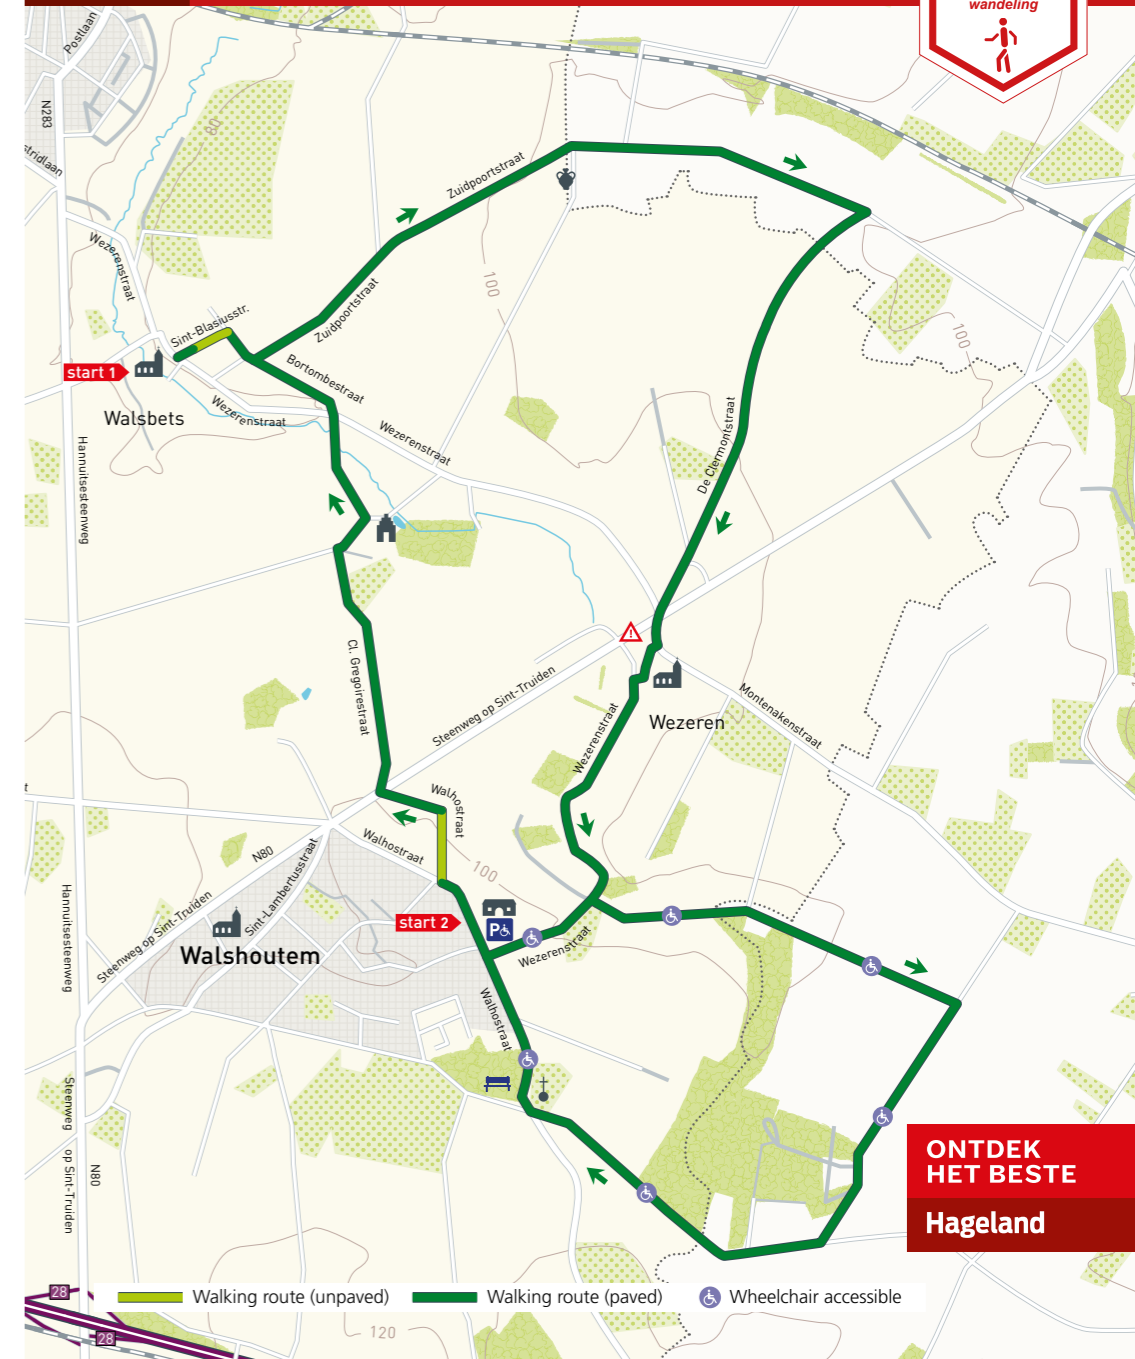 wandeling
Postlaan
N283
stridlaan
80
Wezerenstraat
Zuidpoortstraat
Zuidpoortstraat
100
100
Sint-Blasiusstr.
start 1
Walsbets
Bortombestraat
Wezerenstraat
Wezerenstraat
De Clermontstraat
Hannuitsesteenweg
Cl. Gregoirestraat
Steenweg op Sint-Truiden
Wezeren
Montenakenstraat
Wezerenstraat
t
Walhostraat
Walhostraat
N80
100
Sint-Lambertusstraat
Steenweg op Sint-Truiden
Hannuitsesteenweg
start 2
P
Walshoutem
Wezerenstraat
Walhostraat
Steenweg op Sint-Truiden
N80
ONTDEK
HET BESTE
Hageland
28
28
Walking route (unpaved)
Walking route (paved)
Wheelchair accessible
120